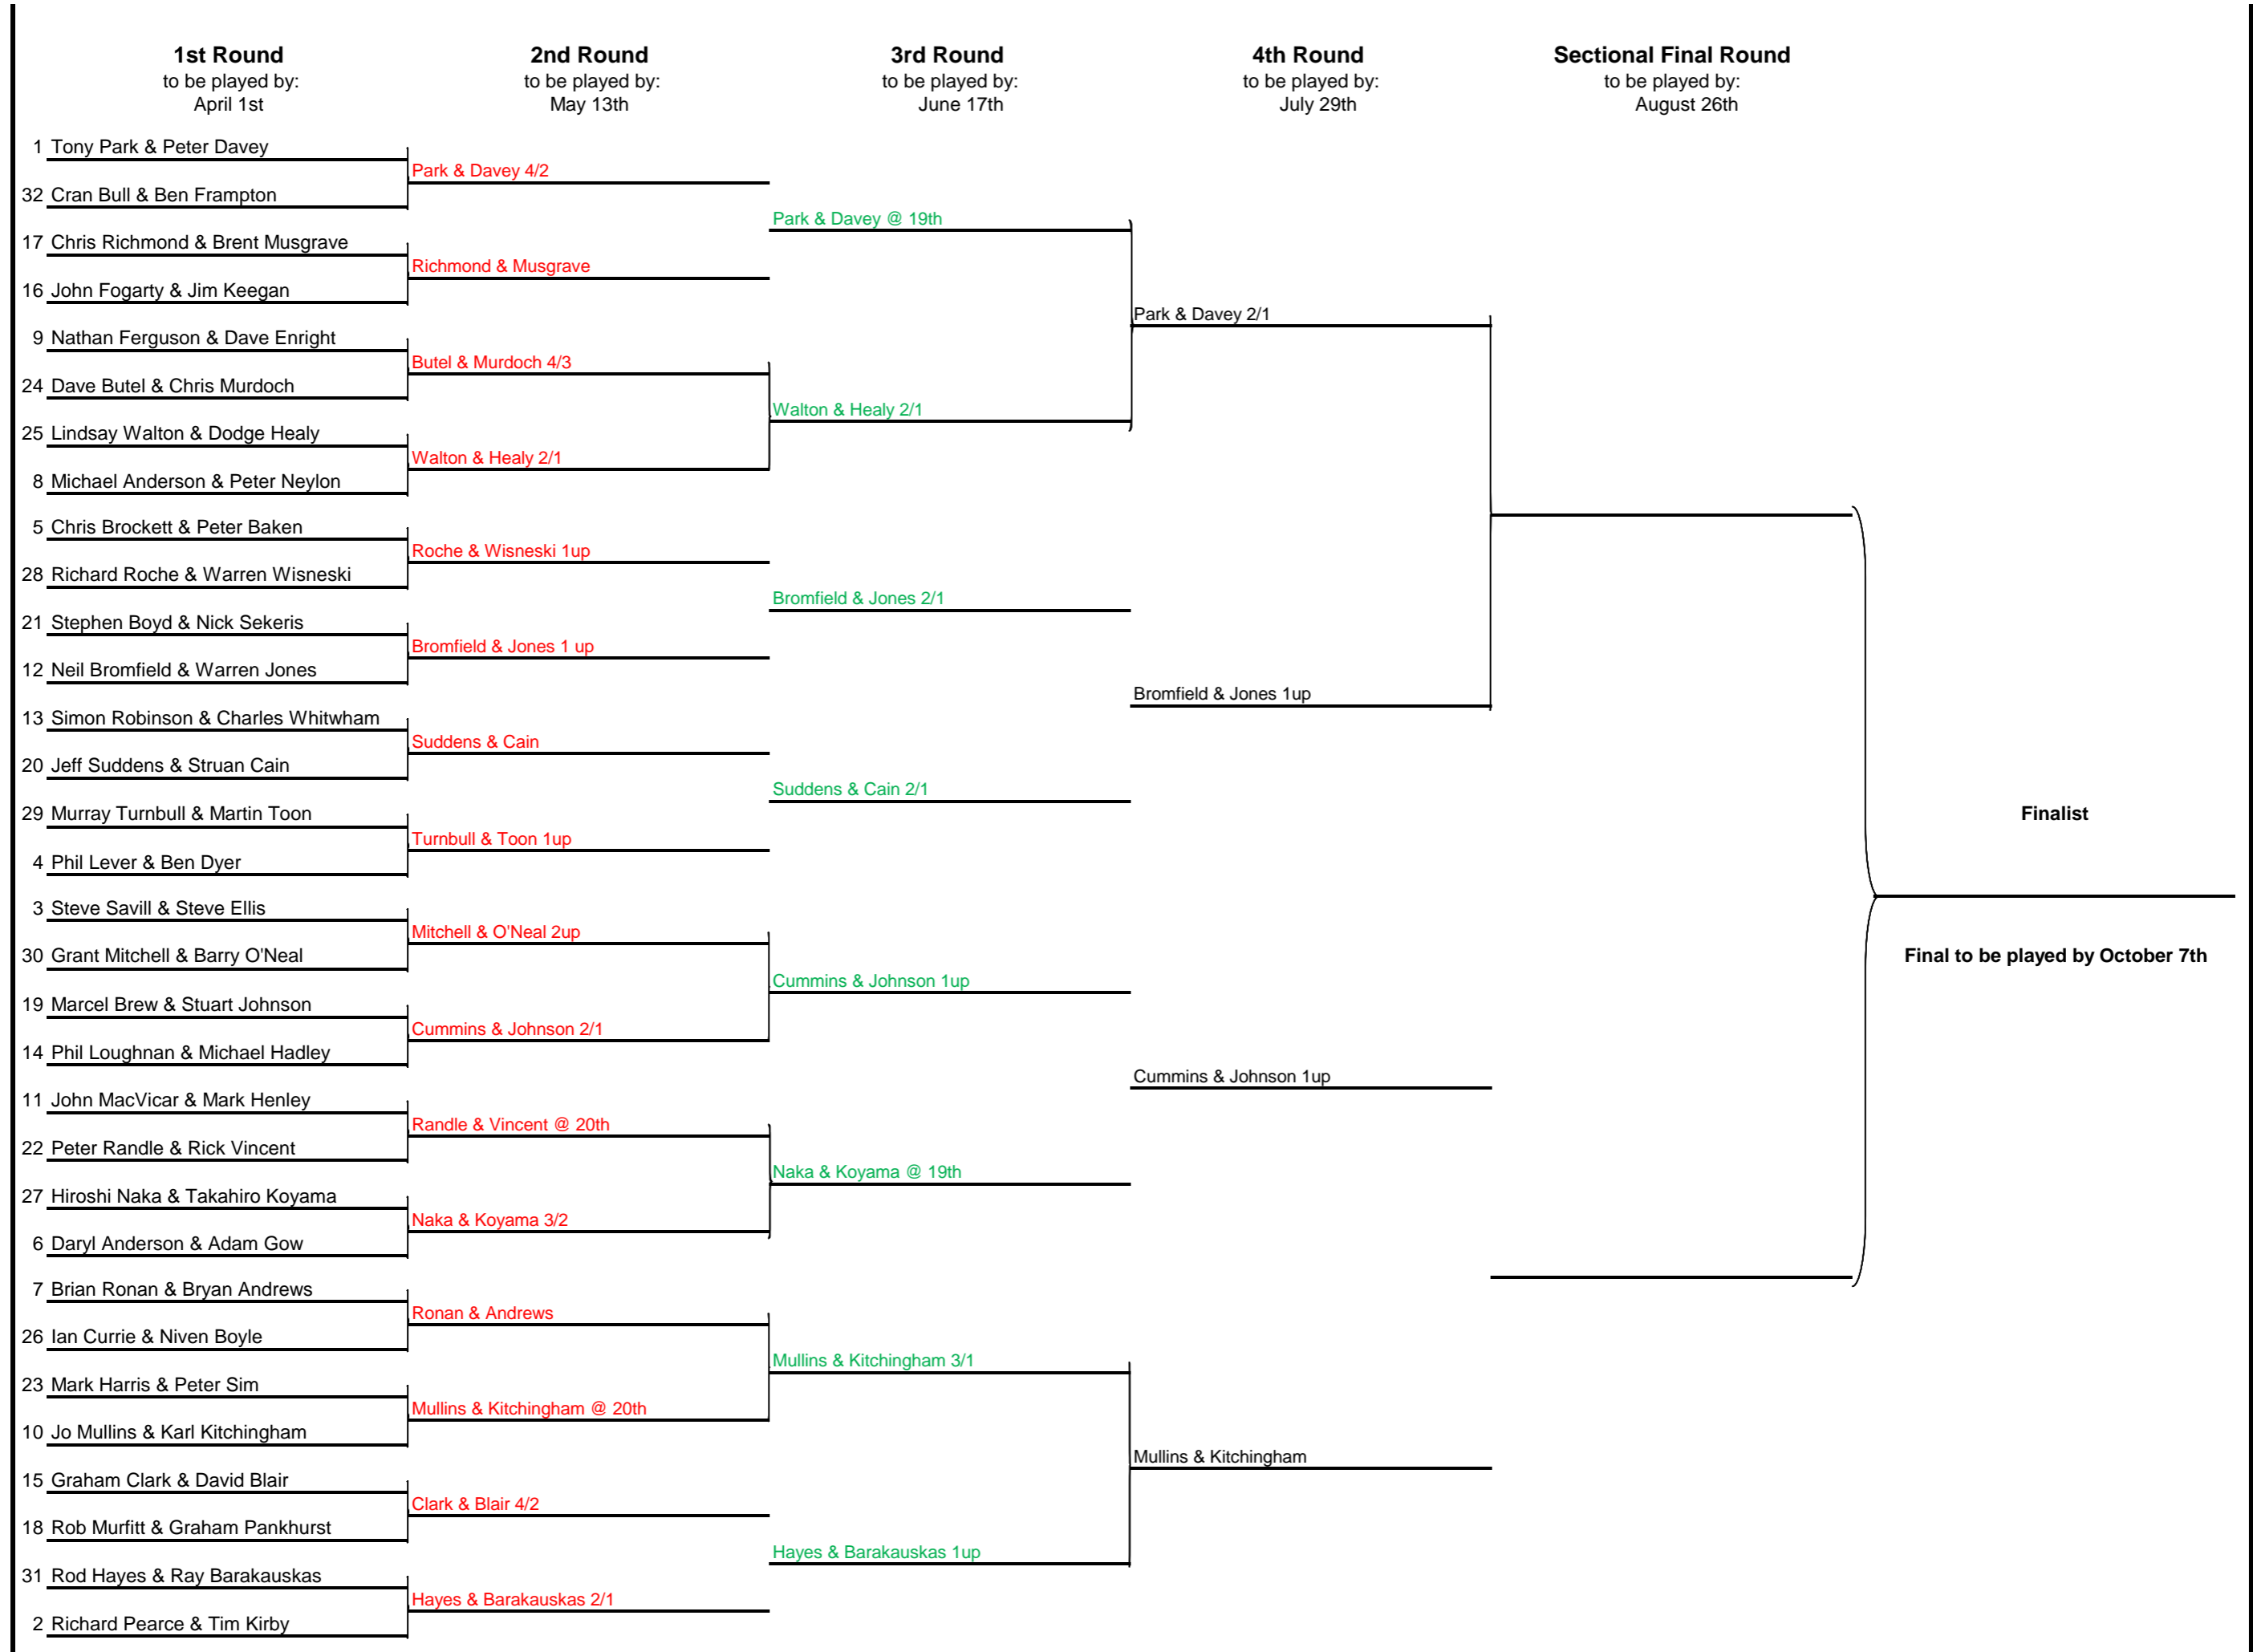 1st Round
to be played by:
April 1st
2nd Round
to be played by:
May 13th
3rd Round
to be played by:
June 17th
4th Round
to be played by:
July 29th
Sectional Final Round
to be played by:
August 26th
1 Tony Park & Peter Davey
32 Cran Bull & Ben Frampton
17 Chris Richmond & Brent Musgrave
16 John Fogarty & Jim Keegan
9 Nathan Ferguson & Dave Enright
24 Dave Butel & Chris Murdoch
25 Lindsay Walton & Dodge Healy
8 Michael Anderson & Peter Neylon
5 Chris Brockett & Peter Baken
28 Richard Roche & Warren Wisneski
21 Stephen Boyd & Nick Sekeris
12 Neil Bromfield & Warren Jones
13 Simon Robinson & Charles Whitwham
20 Jeff Suddens & Struan Cain
29 Murray Turnbull & Martin Toon
4 Phil Lever & Ben Dyer
3 Steve Savill & Steve Ellis
30 Grant Mitchell & Barry O'Neal
19 Marcel Brew & Stuart Johnson
14 Phil Loughnan & Michael Hadley
11 John MacVicar & Mark Henley
22 Peter Randle & Rick Vincent
27 Hiroshi Naka & Takahiro Koyama
6 Daryl Anderson & Adam Gow
7 Brian Ronan & Bryan Andrews
26 Ian Currie & Niven Boyle
23 Mark Harris & Peter Sim
10 Jo Mullins & Karl Kitchingham
15 Graham Clark & David Blair
18 Rob Murfitt & Graham Pankhurst
31 Rod Hayes & Ray Barakauskas
2 Richard Pearce & Tim Kirby
Park & Davey 4/2
Richmond & Musgrave
Butel & Murdoch 4/3
Walton & Healy 2/1
Roche & Wisneski 1up
Bromfield & Jones 1 up
Suddens & Cain
Turnbull & Toon 1up
Mitchell & O'Neal 2up
Cummins & Johnson 2/1
Randle & Vincent @ 20th
Naka & Koyama 3/2
Ronan & Andrews
Mullins & Kitchingham @ 20th
Clark & Blair 4/2
Hayes & Barakauskas 2/1
Park & Davey @ 19th
Walton & Healy 2/1
Bromfield & Jones 2/1
Suddens & Cain 2/1
Cummins & Johnson 1up
Naka & Koyama @ 19th
Mullins & Kitchingham 3/1
Hayes & Barakauskas 1up
Park & Davey 2/1
Bromfield & Jones 1up
Cummins & Johnson 1up
Mullins & Kitchingham
Finalist
Final to be played by October 7th